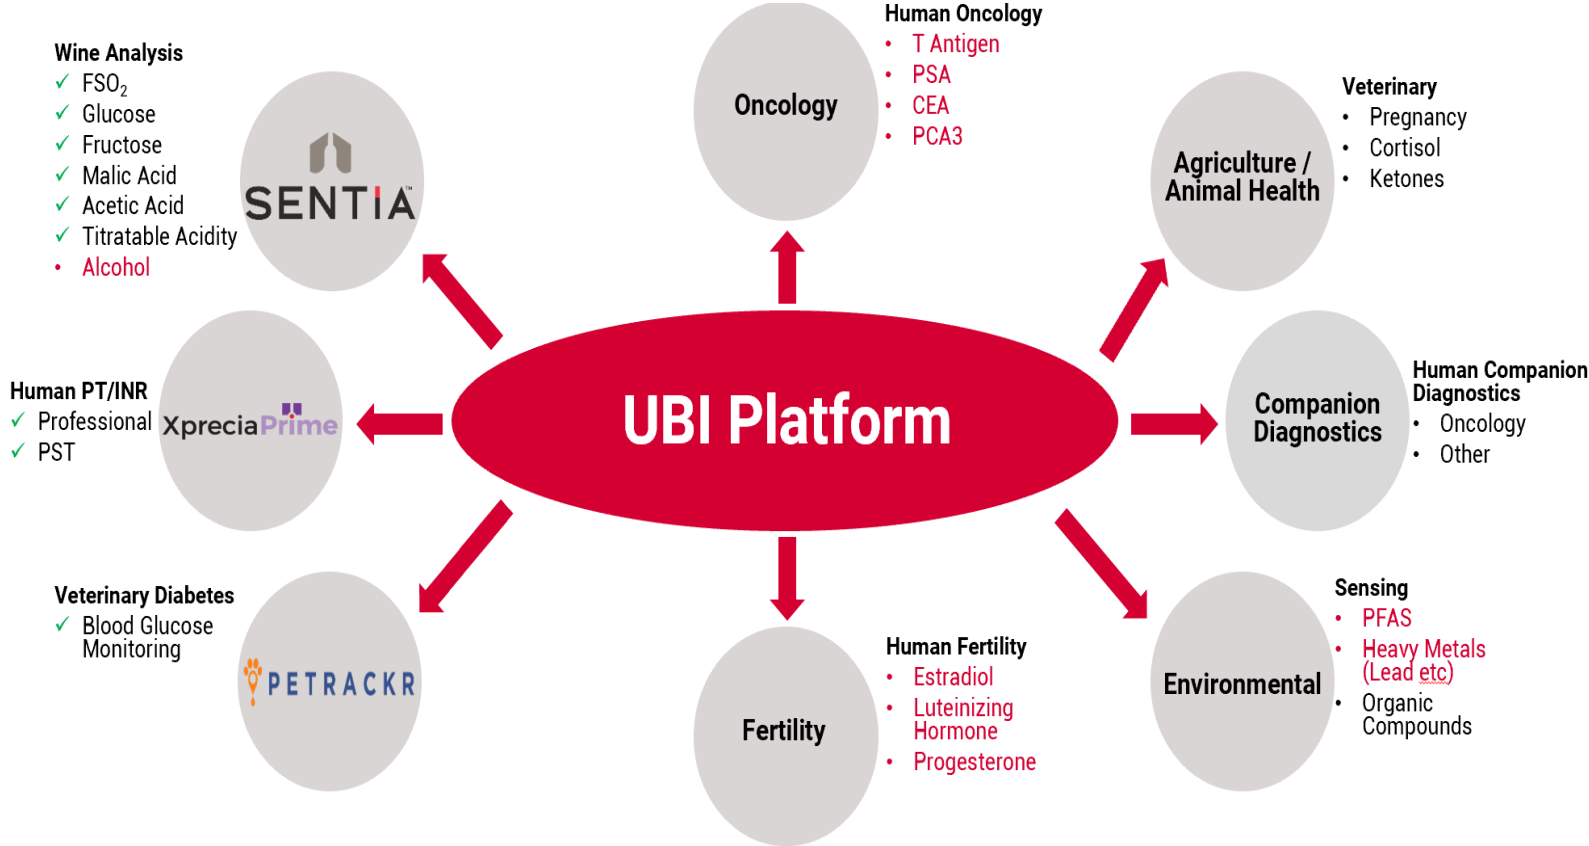 Wine Analysis
✓ FSO₂
✓ Glucose
✓ Fructose
✓ Malic Acid
✓ Acetic Acid
✓ Titratable Acidity
• Alcohol
SENTIA™
Human Oncology
• T Antigen
• PSA
• CEA
• PCA3
Oncology
Veterinary
• Pregnancy
• Cortisol
• Ketones
Agriculture /
Animal Health
Human PT/INR
✓ Professional
✓ PST
XpreciaPrime
UBI Platform
Companion
Diagnostics
Human Companion
Diagnostics
• Oncology
• Other
Veterinary Diabetes
✓ Blood Glucose
Monitoring
PETRACKR
Fertility
Human Fertility
• Estradiol
• Luteinizing
Hormone
• Progesterone
Environmental
Sensing
• PFAS
• Heavy Metals
(Lead etc)
• Organic
Compounds